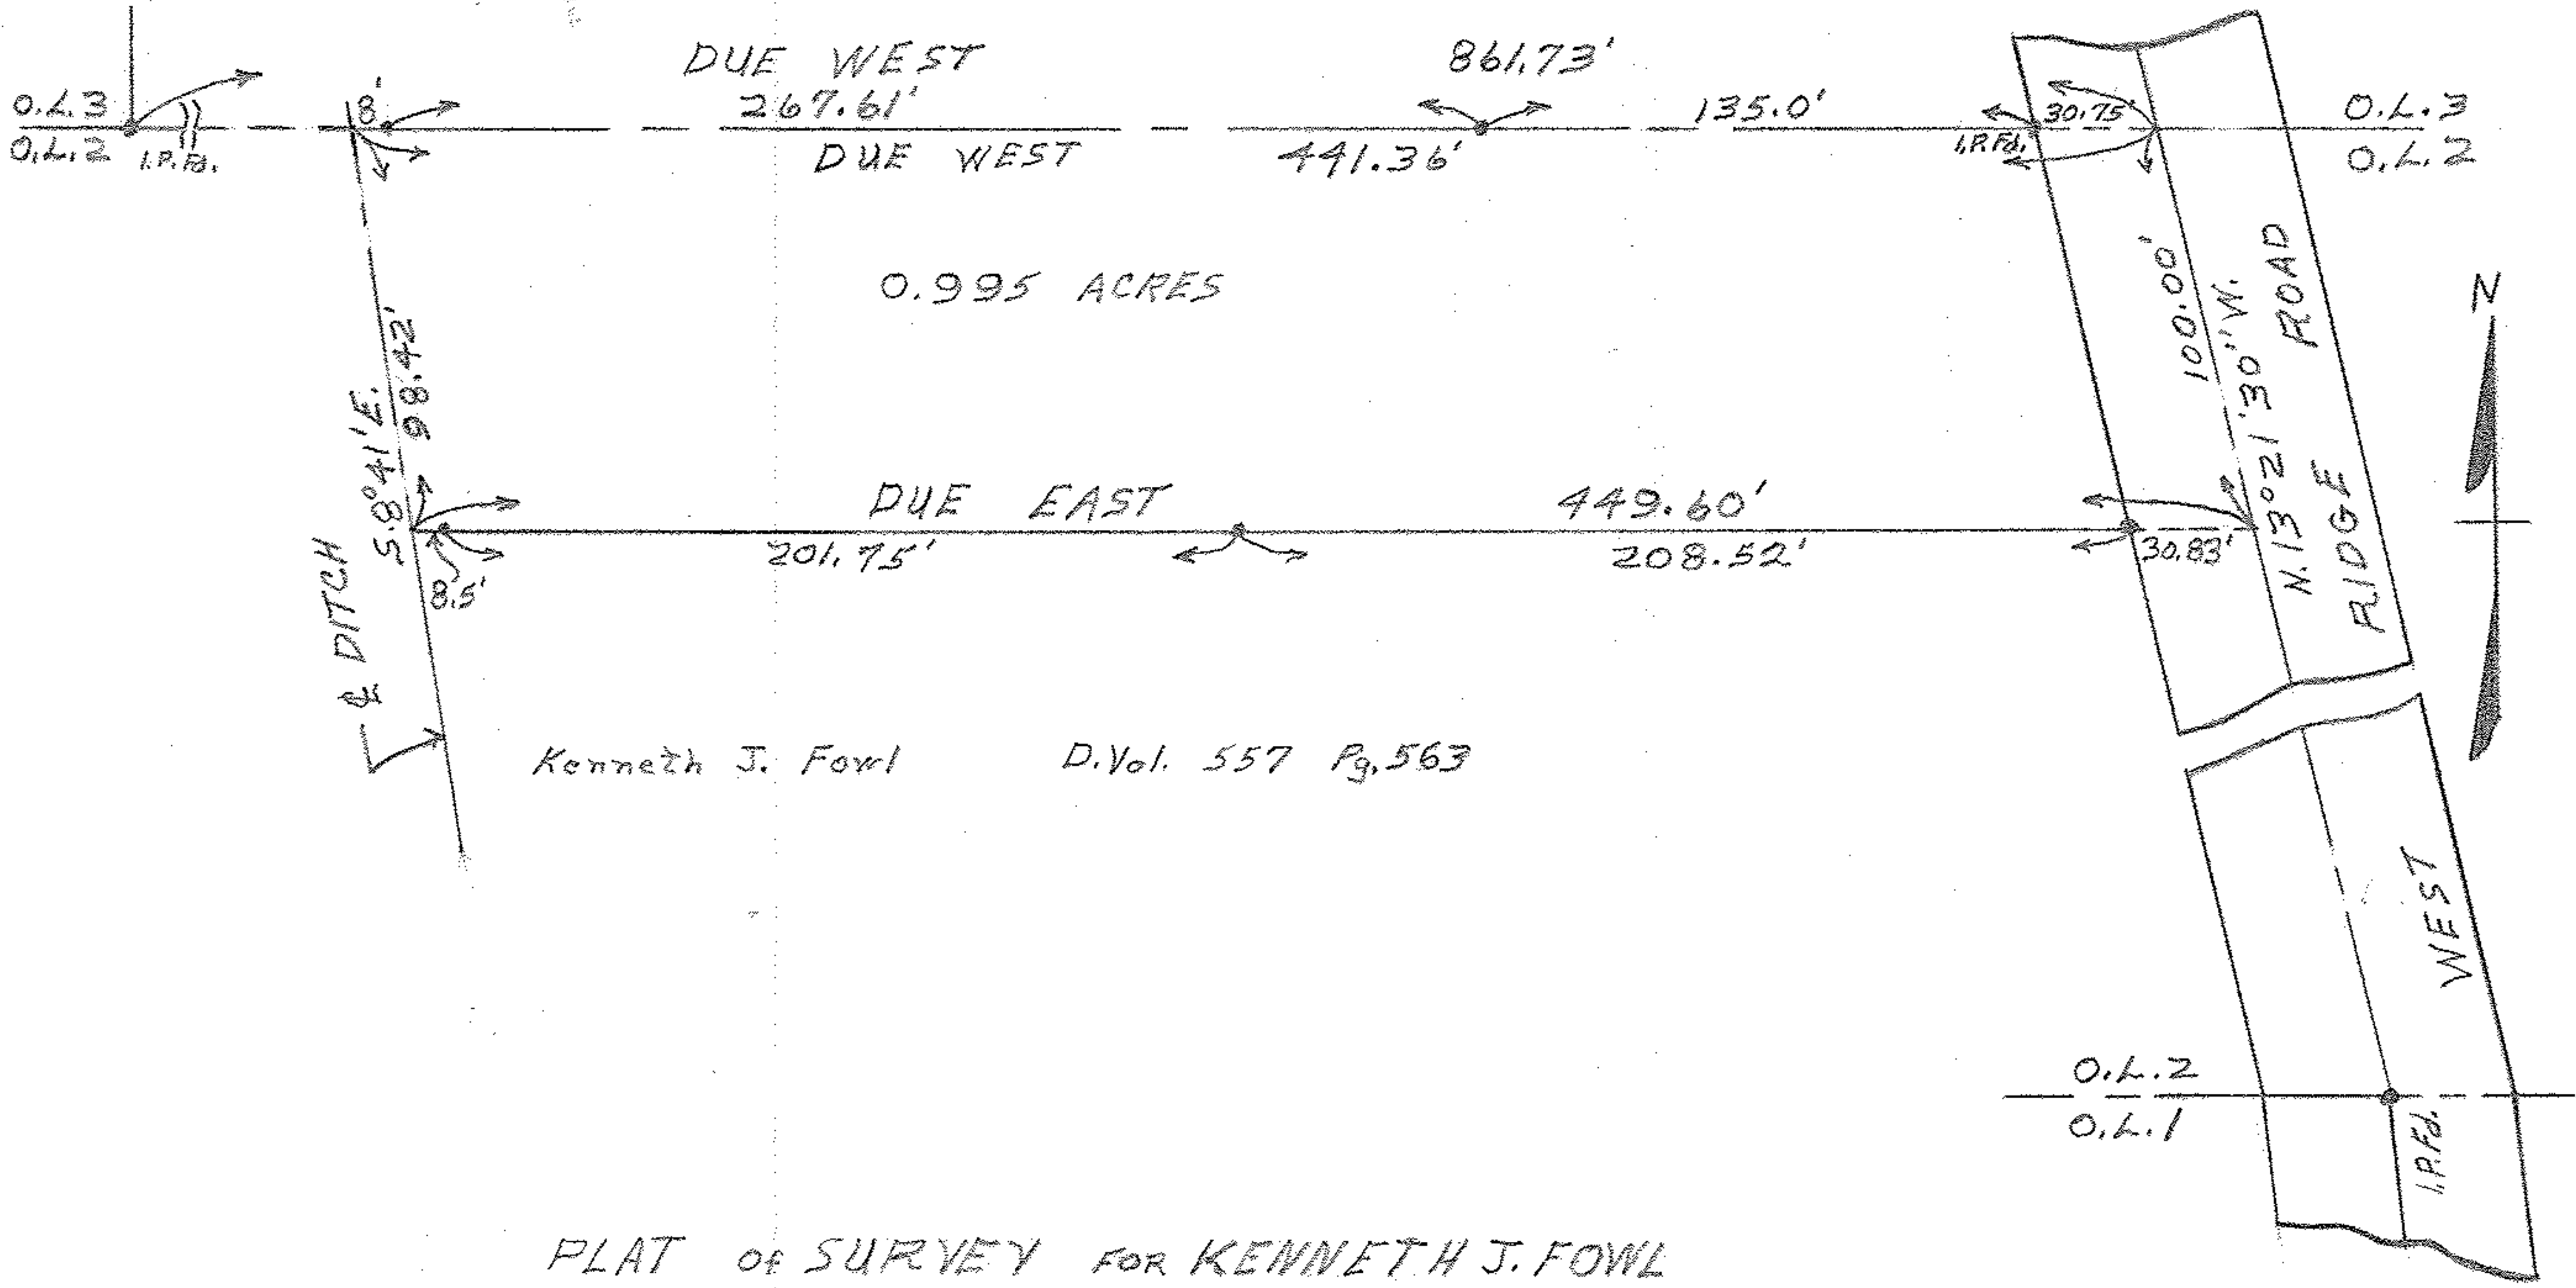 DUE WEST 861.73'
O.L.3 8' 267.61' 135.0' 30.75' O.L.3
O.L.2 I.P.Fd. DUE WEST 441.36' I.P.Fd. O.L.2
0.995 ACRES
100.00'
N.13°21'30"W.
RIDGE ROAD
N
S.8°41'E.
98.42'
DUE EAST 449.60'
8.5' 201.75' 208.52' 30.83'
℄ DITCH
Kenneth J. Fowl D.Vol. 557 Pg.563
WEST
O.L.2
O.L.1
I.P.Fd.
PLAT of SURVEY FOR KENNETH J. FOWL